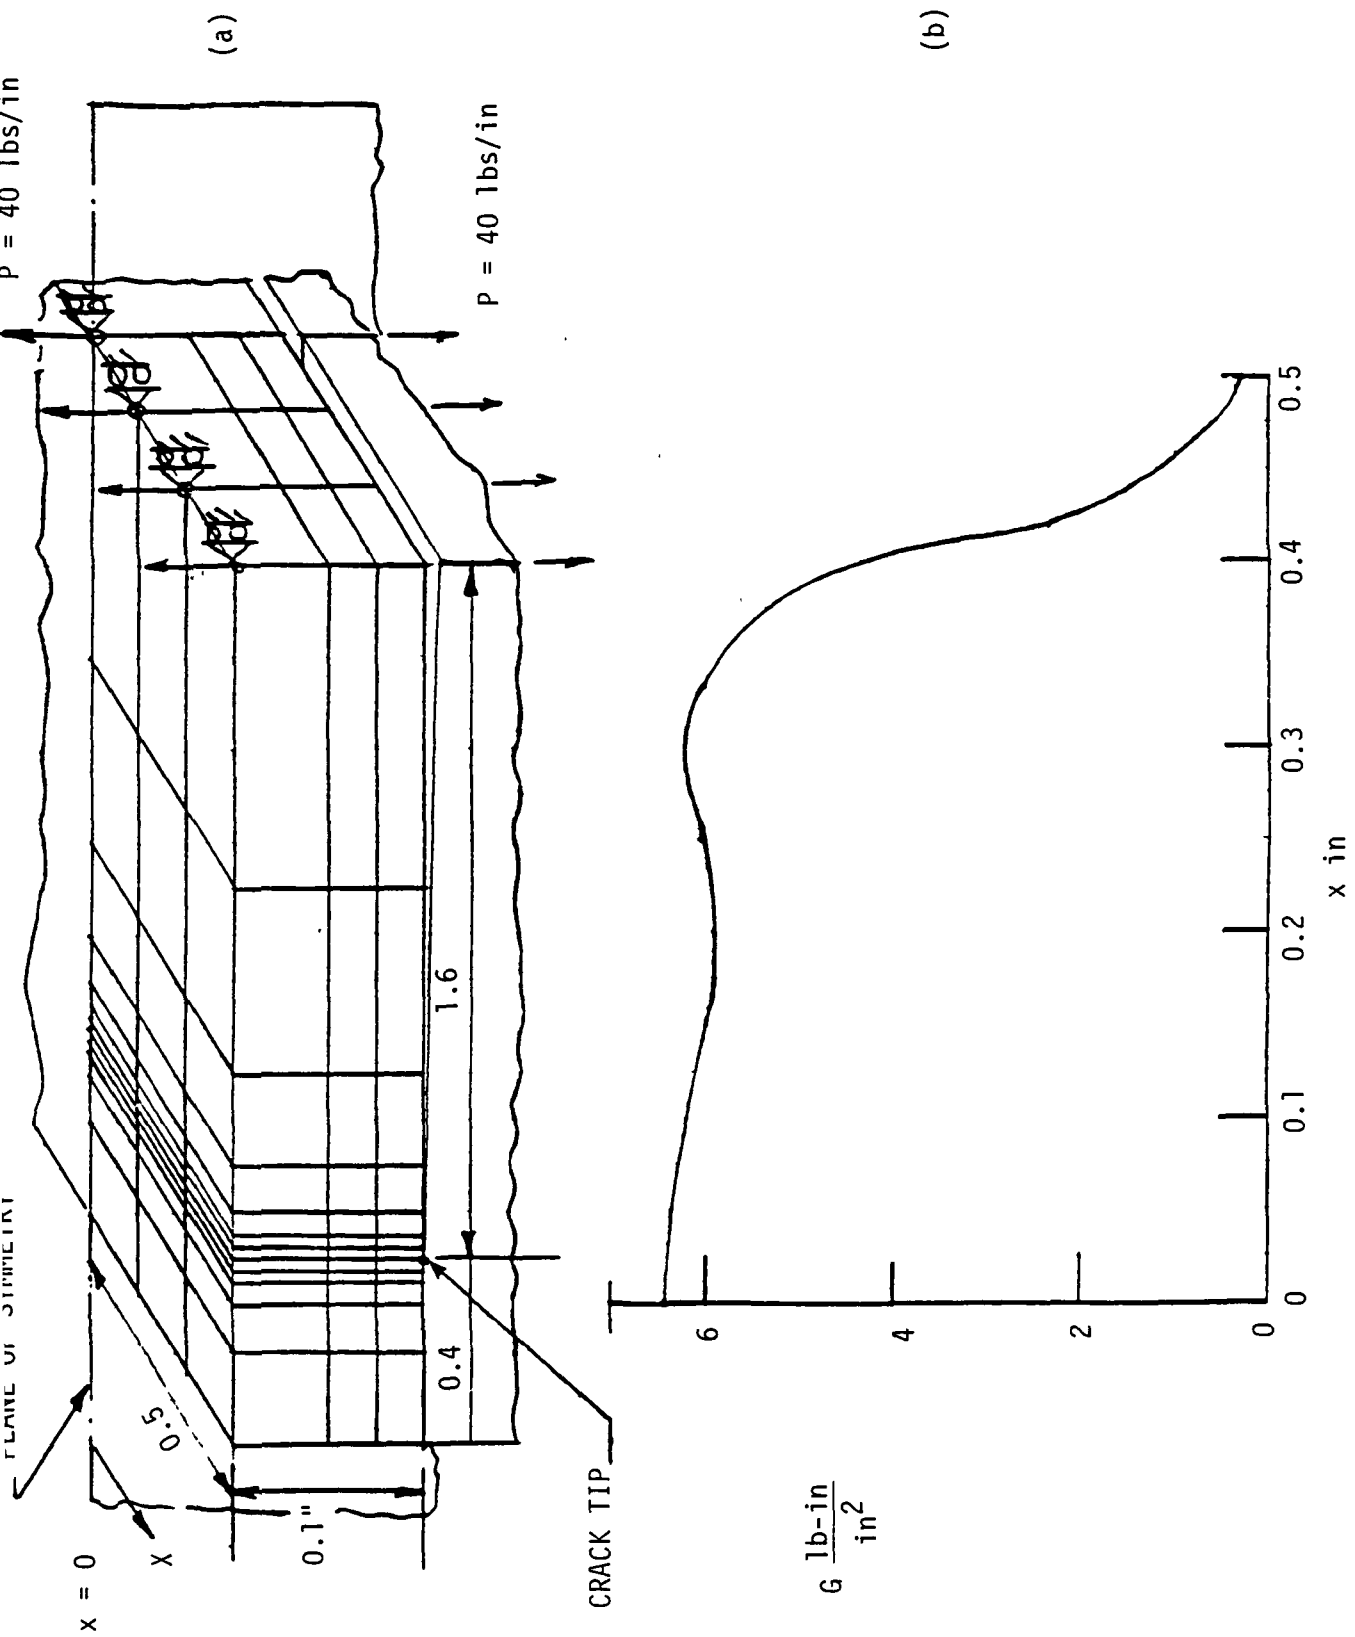 PLANE OF SYMMETRY
x = 0
X
0.5
0.1"
0.4
1.6
CRACK TIP
P = 40 lbs/in
P = 40 lbs/in
(a)
G lb-in
in2
6
4
2
0
0
0.1
0.2
0.3
0.4
0.5
x in
(b)